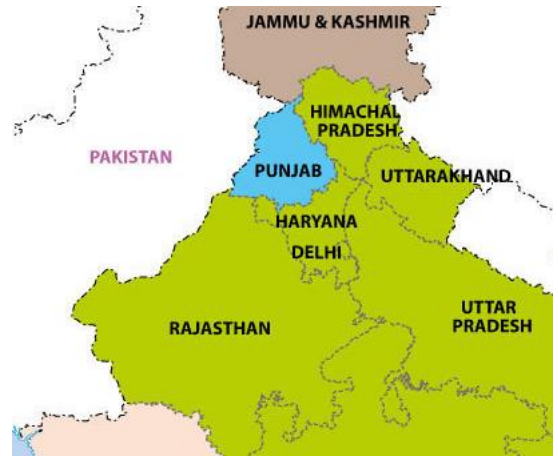 JAMMU & KASHMIR
HIMACHAL
PRADESH
PAKISTAN
PUNJAB
UTTARAKHAND
HARYANA
DELHI
RAJASTHAN
UTTAR
PRADESH